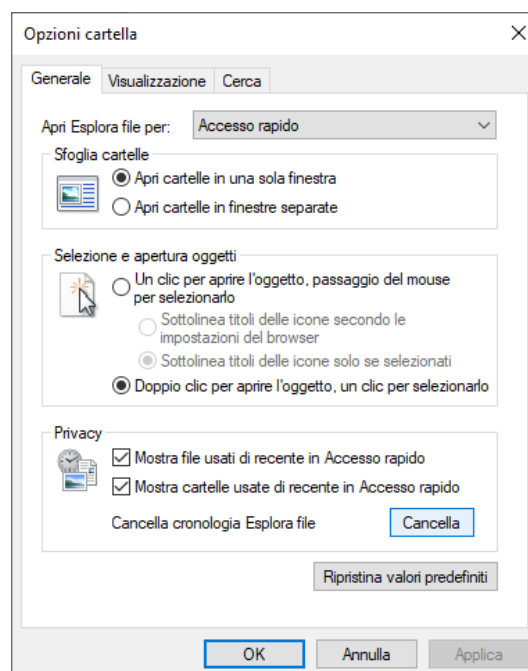 Opzioni cartella
Generale
Visualizzazione
Cerca
Apri Esplora file per:
Accesso rapido
Sfoglia cartelle
Apri cartelle in una sola finestra
Apri cartelle in finestre separate
Selezione e apertura oggetti
Un clic per aprire l'oggetto, passaggio del mouse
per selezionarlo
Sottolinea titoli delle icone secondo le
impostazioni del browser
Sottolinea titoli delle icone solo se selezionati
Doppio clic per aprire l'oggetto, un clic per selezionarlo
Privacy
Mostra file usati di recente in Accesso rapido
Mostra cartelle usate di recente in Accesso rapido
Cancella cronologia Esplora file
Cancella
Ripristina valori predefiniti
OK
Annulla
Applica